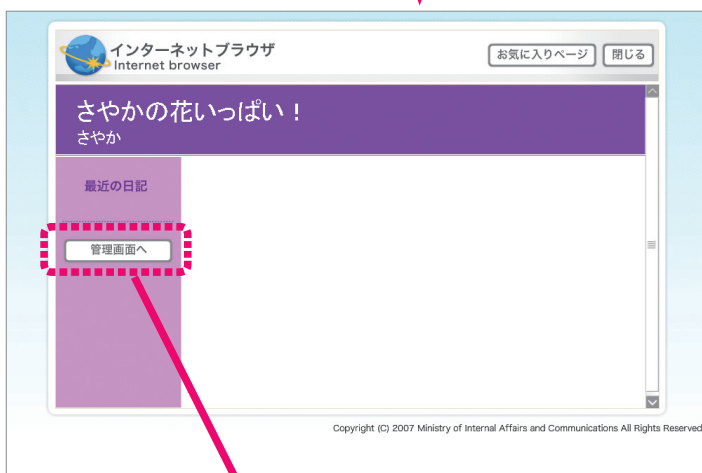 インターネットブラウザ
Internet browser
お気に入りページ
閉じる
さやかの花いっぱい！
さやか
最近の日記
管理画面へ
Copyright (C) 2007 Ministry of Internal Affairs and Communications All Rights Reserved